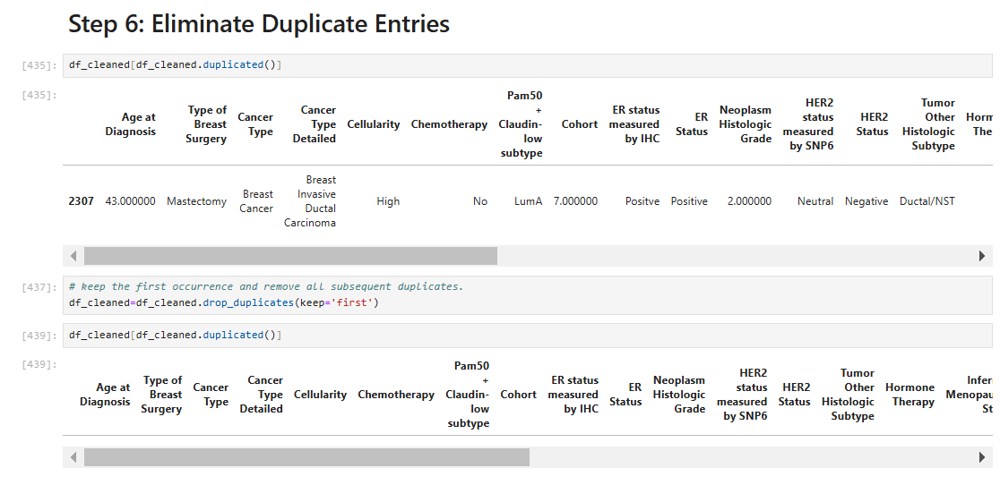 Step 6: Eliminate Duplicate Entries
[435]: df_cleaned[df_cleaned.duplicated()]
[435]:
Age at Diagnosis Type of Breast Surgery Cancer Type Cancer Type Detailed Cellularity Chemotherapy Pam50 + Claudin-low subtype Cohort ER status measured by IHC ER Status Neoplasm Histologic Grade HER2 status measured by SNP6 HER2 Status Tumor Other Histologic Subtype Horm The
2307 43.000000 Mastectomy Breast Cancer Breast Invasive Ductal Carcinoma High No LumA 7.000000 Positve Positive 2.000000 Neutral Negative Ductal/NST
[437]: # keep the first occurrence and remove all subsequent duplicates.
df_cleaned=df_cleaned.drop_duplicates(keep='first')
[439]: df_cleaned[df_cleaned.duplicated()]
[439]:
Age at Diagnosis Type of Breast Surgery Cancer Type Cancer Type Detailed Cellularity Chemotherapy Pam50 + Claudin-low subtype Cohort ER status measured by IHC ER Status Neoplasm Histologic Grade HER2 status measured by SNP6 HER2 Status Tumor Other Histologic Subtype Hormone Therapy Infer Menopau St